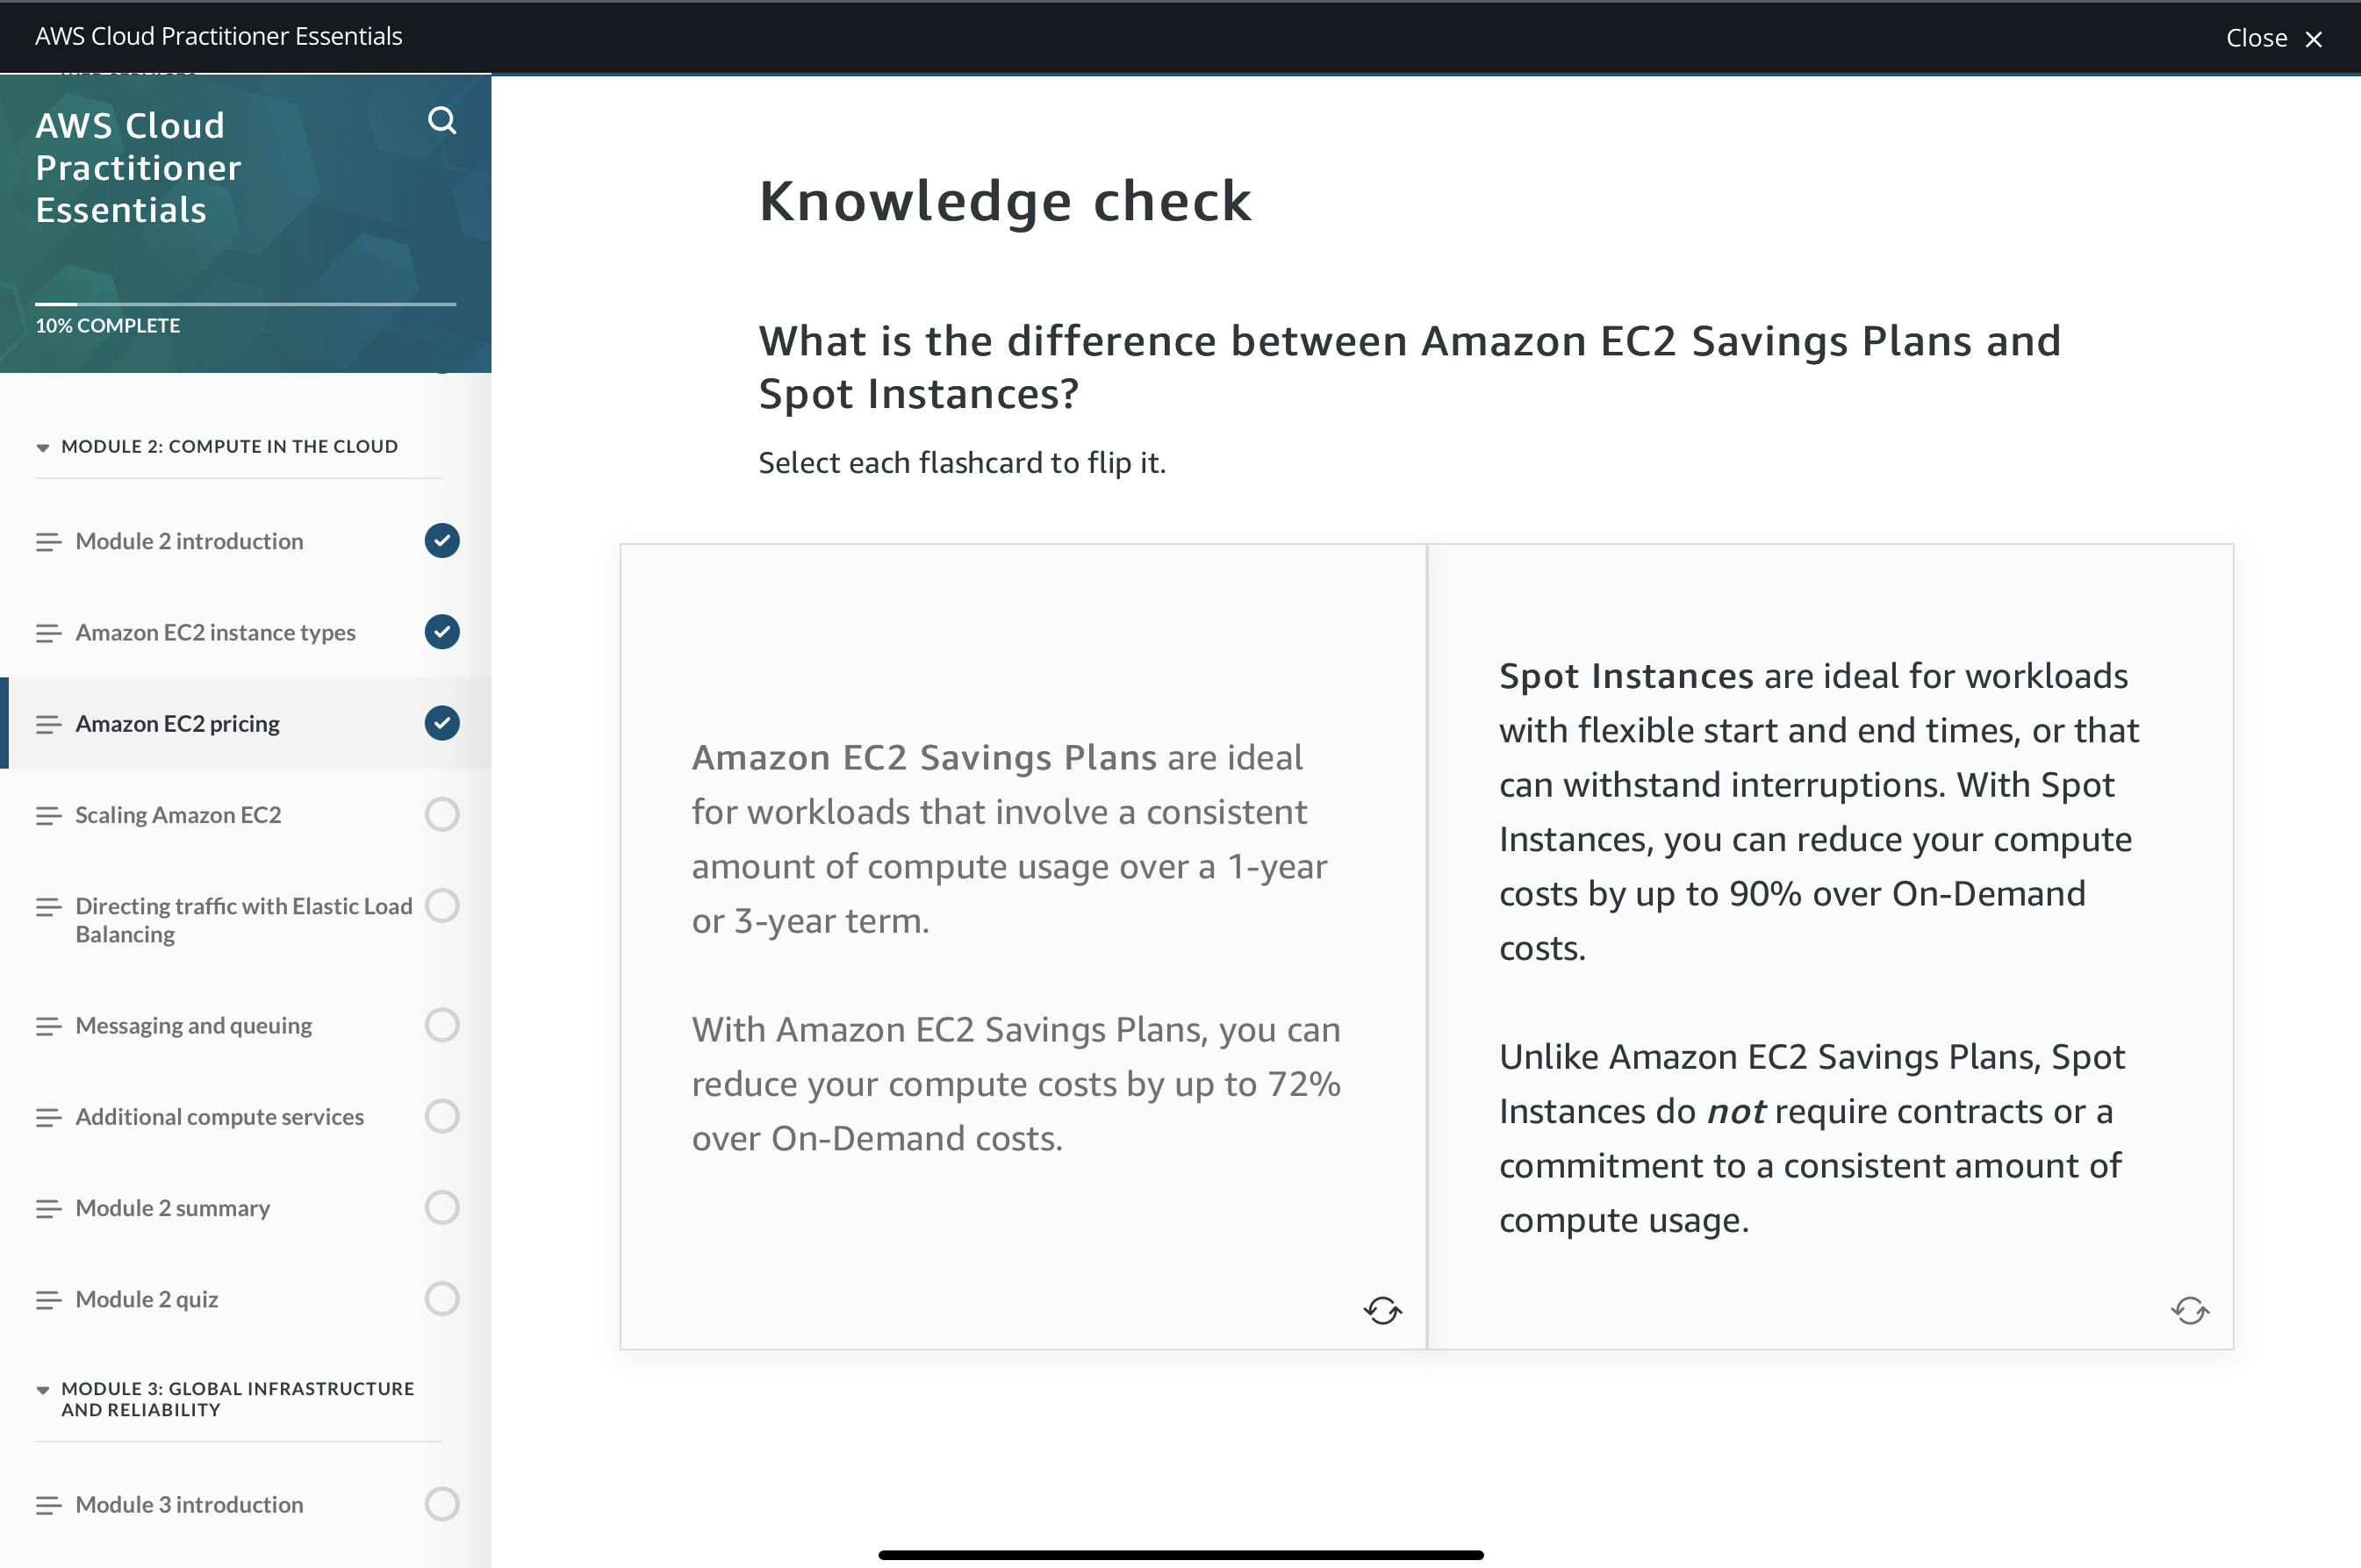 AWS Cloud Practitioner Essentials
Close
AWS Cloud
Practitioner
Essentials
10% COMPLETE
MODULE 2: COMPUTE IN THE CLOUD
Module 2 introduction
Amazon EC2 instance types
Amazon EC2 pricing
Scaling Amazon EC2
Directing traffic with Elastic Load
Balancing
Messaging and queuing
Additional compute services
Module 2 summary
Module 2 quiz
MODULE 3: GLOBAL INFRASTRUCTURE
AND RELIABILITY
Module 3 introduction
Knowledge check
What is the difference between Amazon EC2 Savings Plans and
Spot Instances?
Select each flashcard to flip it.
Amazon EC2 Savings Plans are ideal
for workloads that involve a consistent
amount of compute usage over a 1-year
or 3-year term.
With Amazon EC2 Savings Plans, you can
reduce your compute costs by up to 72%
over On-Demand costs.
Spot Instances are ideal for workloads
with flexible start and end times, or that
can withstand interruptions. With Spot
Instances, you can reduce your compute
costs by up to 90% over On-Demand
costs.
Unlike Amazon EC2 Savings Plans, Spot
Instances do not require contracts or a
commitment to a consistent amount of
compute usage.